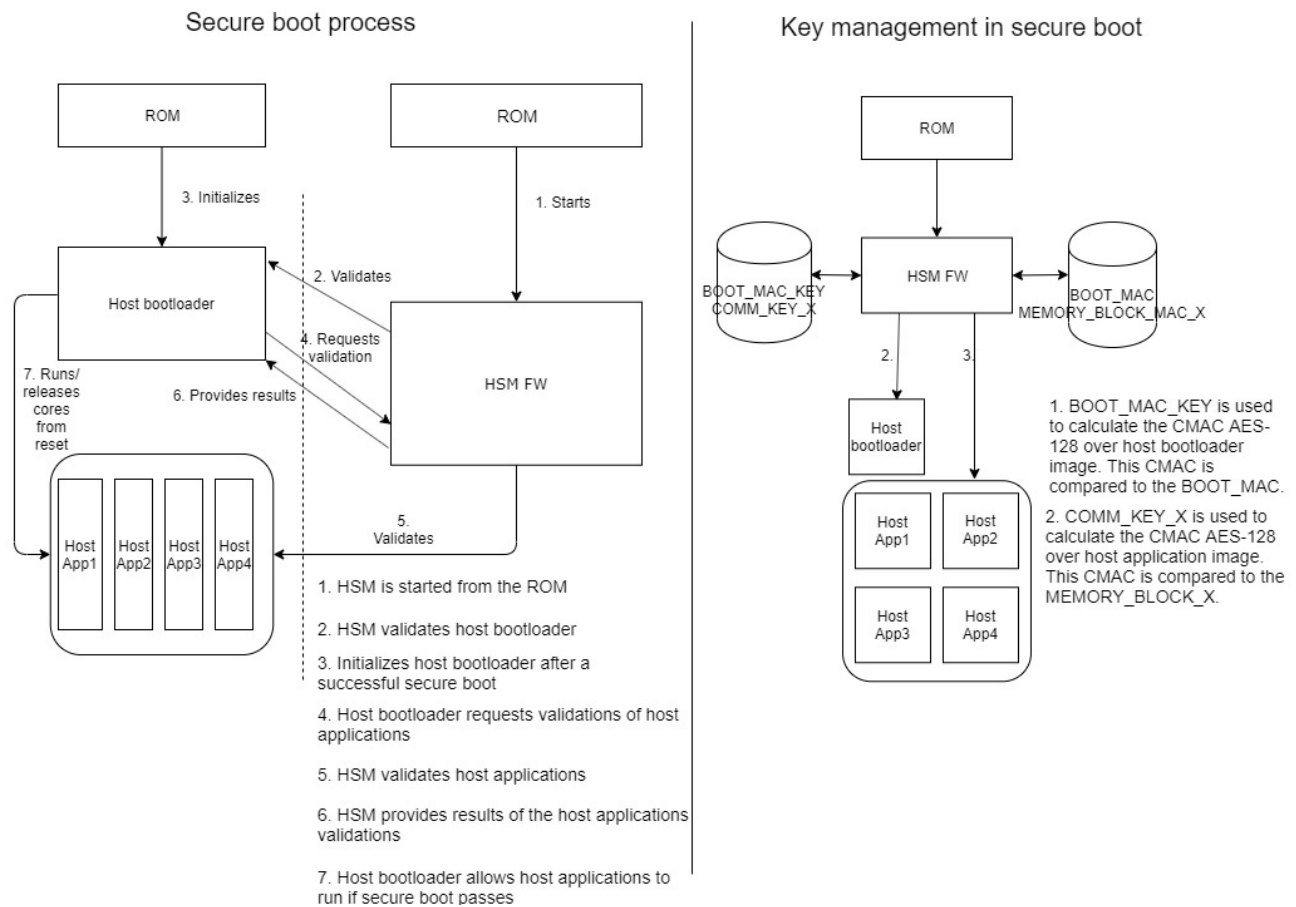 Secure boot process
ROM
ROM
3. Initializes
1. Starts
2. Validates
Host bootloader
4. Requests
validation
7. Runs/
releases
cores
from
reset
6. Provides results
HSM FW
Host
App1
Host
App2
Host
App3
Host
App4
5.
Validates
1. HSM is started from the ROM
2. HSM validates host bootloader
3. Initializes host bootloader after a
successful secure boot
4. Host bootloader requests validations of host
applications
5. HSM validates host applications
6. HSM provides results of the host applications
validations
7. Host bootloader allows host applications to
run if secure boot passes
Key management in secure boot
ROM
HSM FW
BOOT_MAC_KEY
COMM_KEY_X
BOOT_MAC
MEMORY_BLOCK_MAC_X
2.
3.
Host
bootloader
Host
App1
Host
App2
Host
App3
Host
App4
1. BOOT_MAC_KEY is used
to calculate the CMAC AES-
128 over host bootloader
image. This CMAC is
compared to the BOOT_MAC.
2. COMM_KEY_X is used to
calculate the CMAC AES-128
over host application image.
This CMAC is compared to the
MEMORY_BLOCK_X.